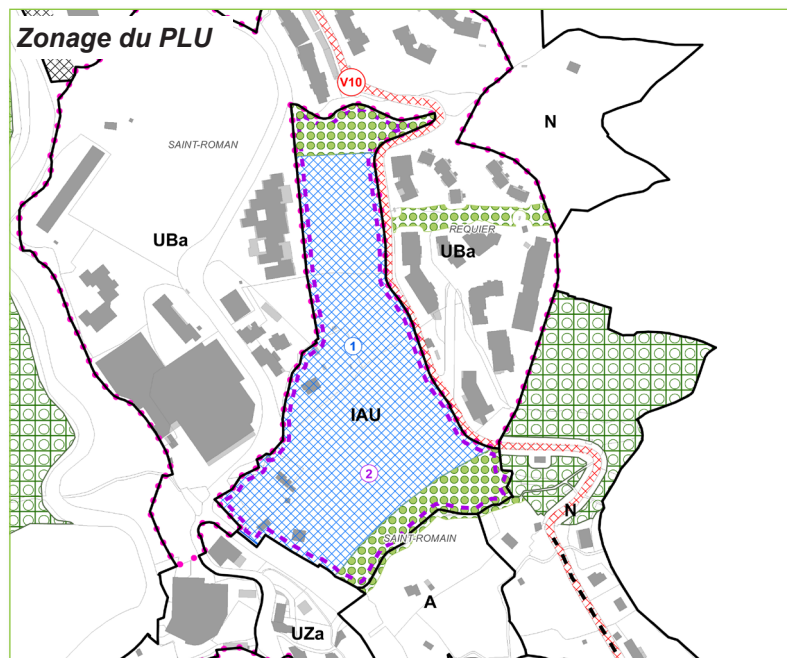 Zonage du PLU
V10
N
SAINT-ROMAN
REQUIER
UBa
UBa
1
IAU
2
N
SAINT-ROMAIN
A
UZa